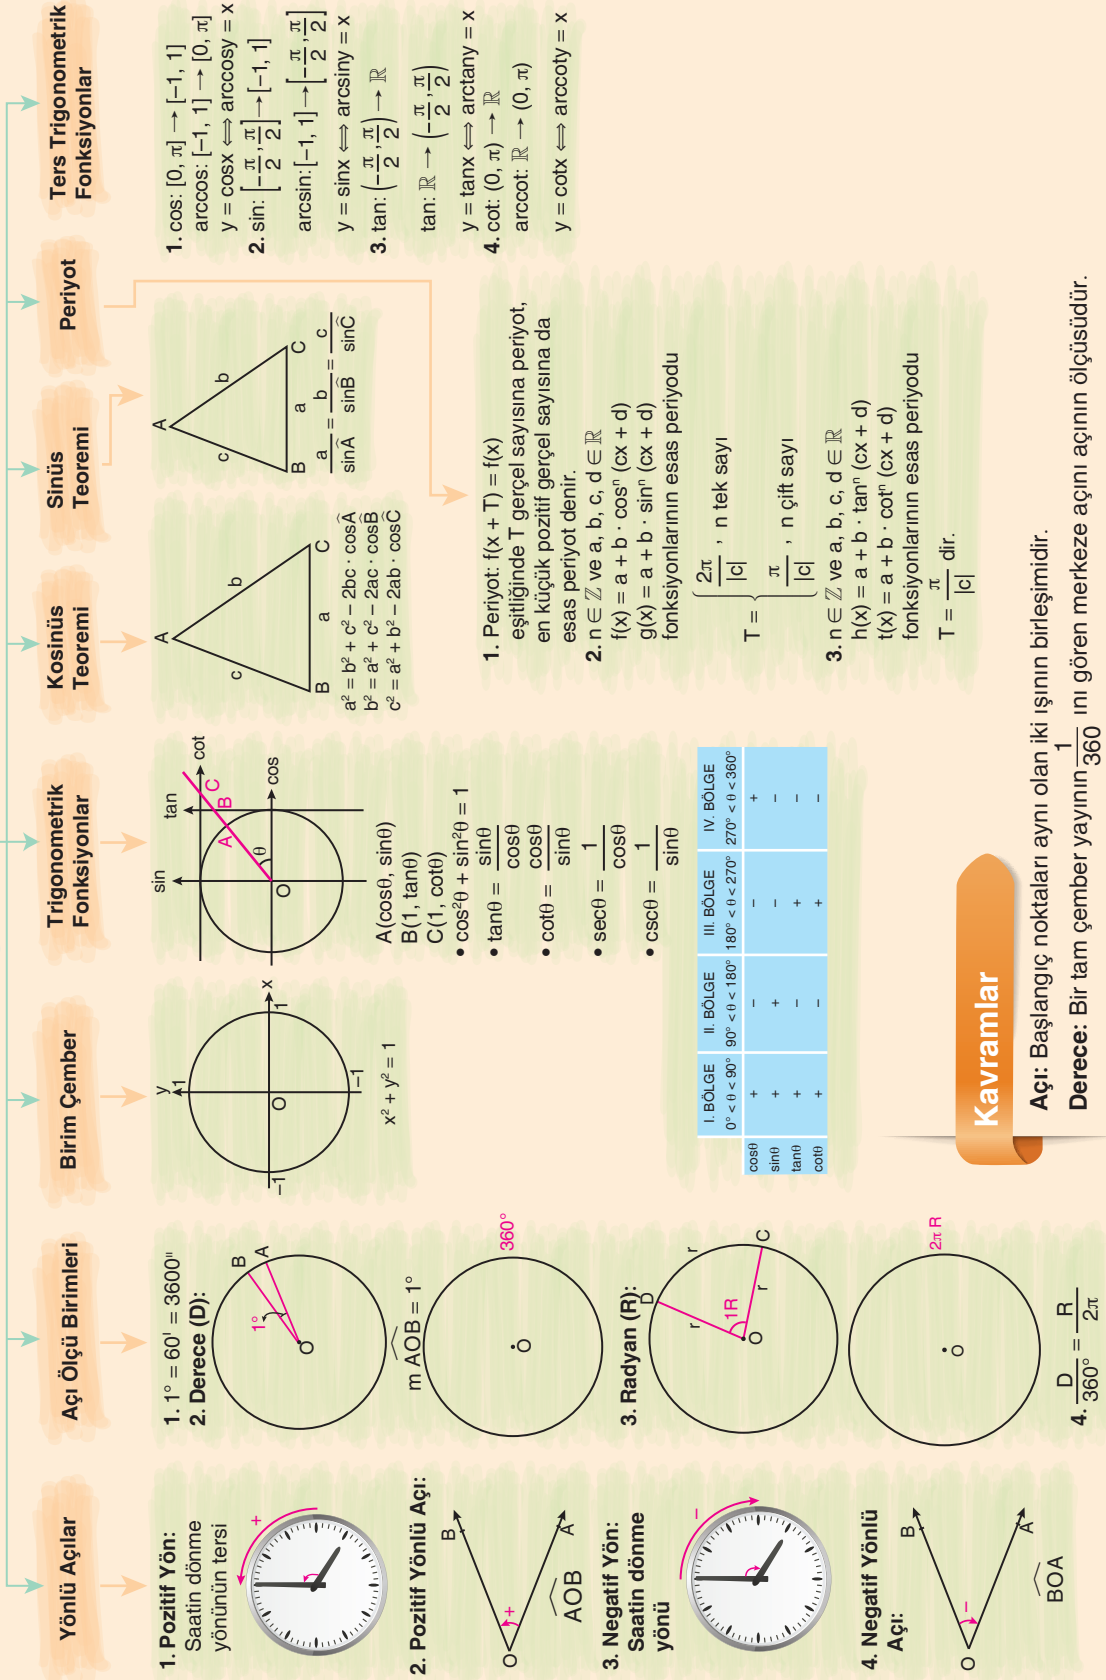 Yönlü Açılar
1. Pozitif Yön:
Saatin dönme
yönünün tersi
+
2. Pozitif Yönlü Açı:
B
+
O
A
AOB
3. Negatif Yön:
Saatin dönme
yönü
–
4. Negatif Yönlü
Açı:
B
–
O
A
BOA
Açı Ölçü Birimleri
1. 1° = 60' = 3600"
2. Derece (D):
B
A
1°
O
m AOB = 1°
360°
O
3. Radyan (R):
D
r
r
1R
O
r
C
2π R
O
4. D/360° = R/2π
Birim Çember
y
1
x
1
–1
O
–1
x² + y² = 1
Trigonometrik
Fonksiyonlar
sin
tan
cot
C
B
A
θ
cos
O
A(cosθ, sinθ)
B(1, tanθ)
C(1, cotθ)
• cos²θ + sin²θ = 1
• tanθ = sinθ/cosθ
• cotθ = cosθ/sinθ
• secθ = 1/cosθ
• cscθ = 1/sinθ
I. BÖLGE II. BÖLGE III. BÖLGE IV. BÖLGE
0° < θ < 90° 90° < θ < 180° 180° < θ < 270° 270° < θ < 360°
cosθ + – – +
sinθ + + – –
tanθ + – + –
cotθ + – + –
Kosinüs
Teoremi
A
c
b
B
a
C
a² = b² + c² – 2bc · cosÂ
b² = a² + c² – 2ac · cosB̂
c² = a² + b² – 2ab · cosĈ
Sinüs
Teoremi
A
c
b
B
a
C
a/sinÂ = b/sinB̂ = c/sinĈ
Periyot
1. Periyot: f(x + T) = f(x)
eşitliğinde T gerçel sayısına periyot,
en küçük pozitif gerçel sayısına da
esas periyot denir.
2. n ∈ ℤ ve a, b, c, d ∈ ℝ
f(x) = a + b · cosⁿ (cx + d)
g(x) = a + b · sinⁿ (cx + d)
fonksiyonlarının esas periyodu
T = { 2π/|c| , n tek sayı
π/|c| , n çift sayı
3. n ∈ ℤ ve a, b, c, d ∈ ℝ
h(x) = a + b · tanⁿ (cx + d)
t(x) = a + b · cotⁿ (cx + d)
fonksiyonlarının esas periyodu
T = π/|c| dir.
Ters Trigonometrik
Fonksiyonlar
1. cos: [0, π] → [–1, 1]
arccos: [–1, 1] → [0, π]
y = cosx ⟺ arccosy = x
2. sin: [–π/2, π/2] → [–1, 1]
arcsin: [–1, 1] → [–π/2, π/2]
y = sinx ⟺ arcsiny = x
3. tan: (–π/2, π/2) → ℝ
tan: ℝ → (–π/2, π/2)
y = tanx ⟺ arctany = x
4. cot: (0, π) → ℝ
arccot: ℝ → (0, π)
y = cotx ⟺ arccoty = x
Kavramlar
Açı: Başlangıç noktaları aynı olan iki ışının birleşimidir.
Derece: Bir tam çember yayının 1/360 ını gören merkeze açını açının ölçüsüdür.